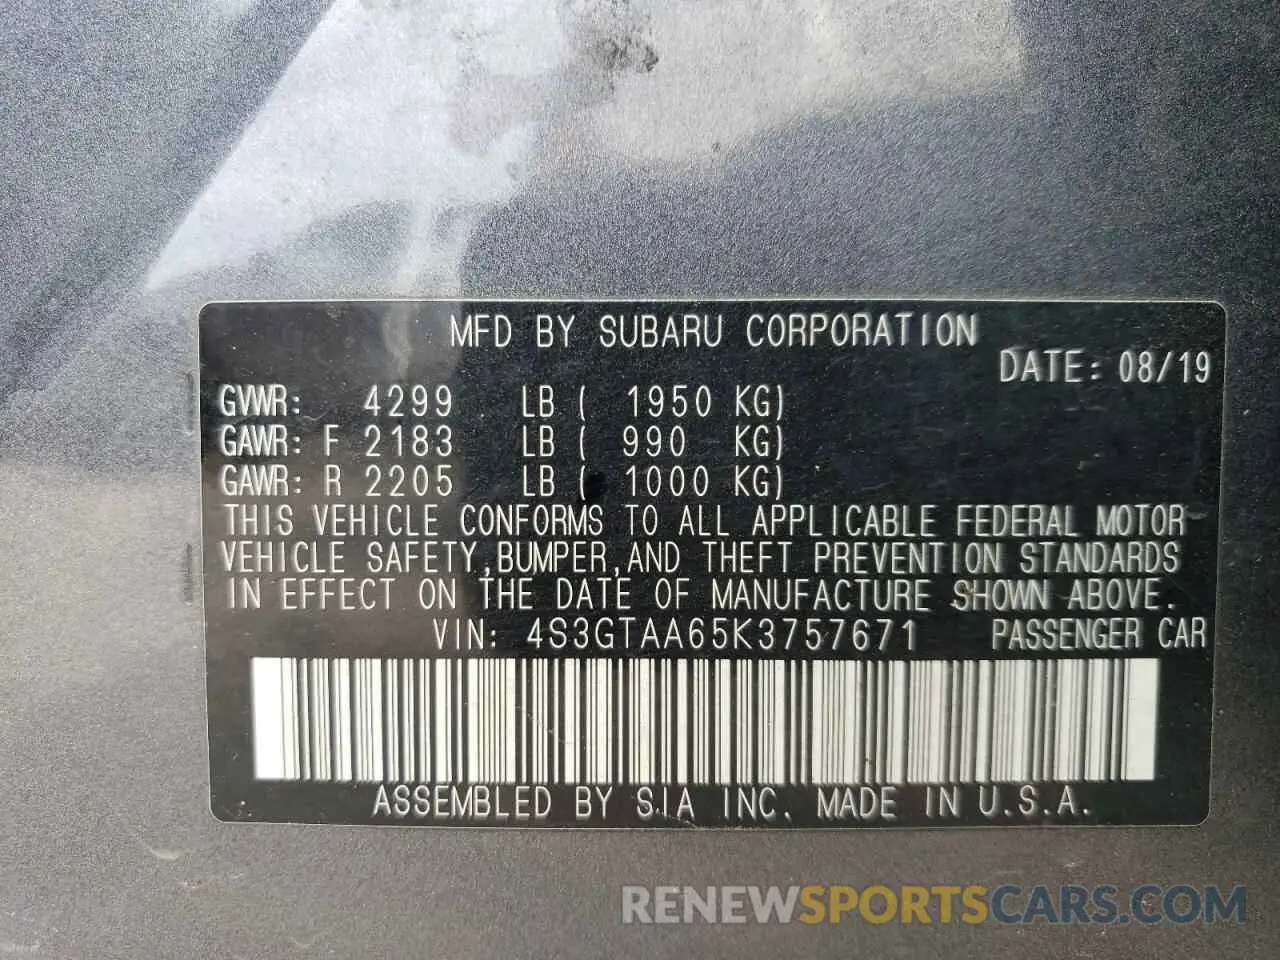 MFD BY SUBARU CORPORATION
DATE: 08/19
GVWR: 4299 LB ( 1950 KG)
GAWR: F 2183 LB ( 990 KG)
GAWR: R 2205 LB ( 1000 KG)
THIS VEHICLE CONFORMS TO ALL APPLICABLE FEDERAL MOTOR
VEHICLE SAFETY, BUMPER, AND THEFT PREVENTION STANDARDS
IN EFFECT ON THE DATE OF MANUFACTURE SHOWN ABOVE.
VIN: 4S3GTAA65K3757671 PASSENGER CAR
ASSEMBLED BY S.I.A INC. MADE IN U.S.A.
RENEWSPORTSCARS.COM